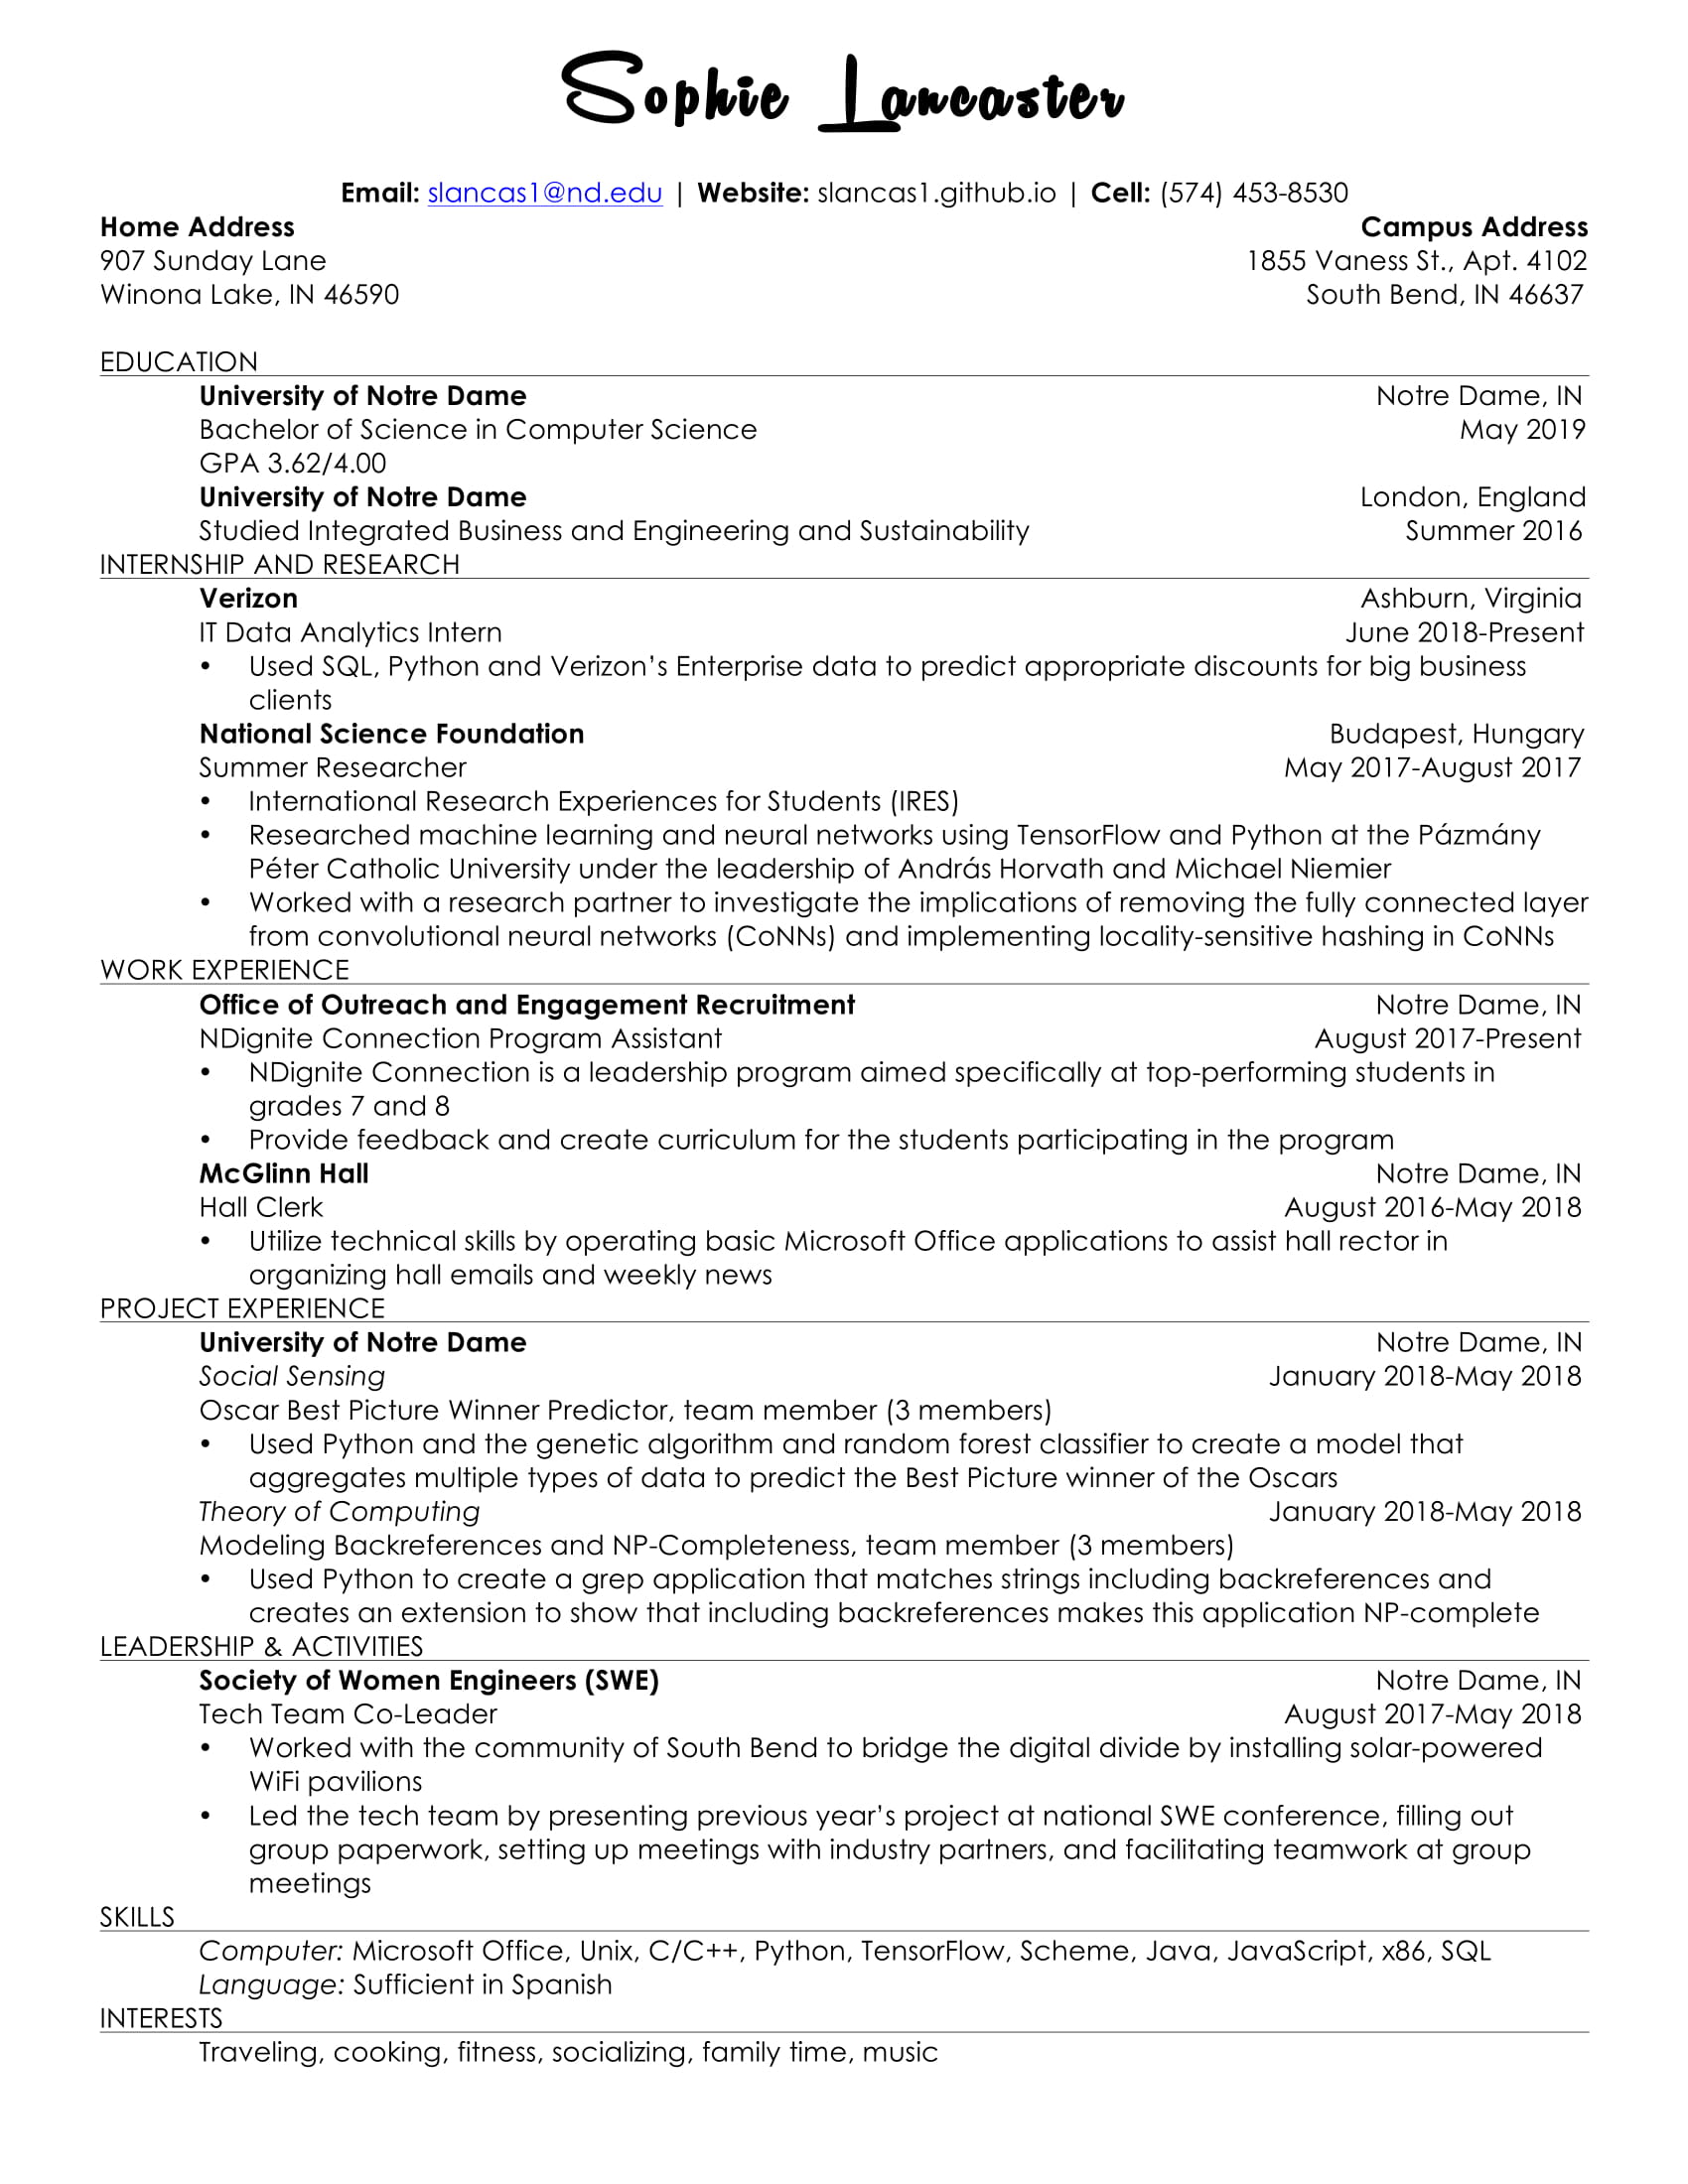 Sophie Lancaster
Email: slancas1@nd.edu | Website: slancas1.github.io | Cell: (574) 453-8530
Home Address Campus Address
907 Sunday Lane 1855 Vaness St., Apt. 4102
Winona Lake, IN 46590 South Bend, IN 46637
EDUCATION
University of Notre Dame Notre Dame, IN
Bachelor of Science in Computer Science May 2019
GPA 3.62/4.00
University of Notre Dame London, England
Studied Integrated Business and Engineering and Sustainability Summer 2016
INTERNSHIP AND RESEARCH
Verizon Ashburn, Virginia
IT Data Analytics Intern June 2018-Present
• Used SQL, Python and Verizon’s Enterprise data to predict appropriate discounts for big business
clients
National Science Foundation Budapest, Hungary
Summer Researcher May 2017-August 2017
• International Research Experiences for Students (IRES)
• Researched machine learning and neural networks using TensorFlow and Python at the Pázmány
Péter Catholic University under the leadership of András Horvath and Michael Niemier
• Worked with a research partner to investigate the implications of removing the fully connected layer
from convolutional neural networks (CoNNs) and implementing locality-sensitive hashing in CoNNs
WORK EXPERIENCE
Office of Outreach and Engagement Recruitment Notre Dame, IN
NDignite Connection Program Assistant August 2017-Present
• NDignite Connection is a leadership program aimed specifically at top-performing students in
grades 7 and 8
• Provide feedback and create curriculum for the students participating in the program
McGlinn Hall Notre Dame, IN
Hall Clerk August 2016-May 2018
• Utilize technical skills by operating basic Microsoft Office applications to assist hall rector in
organizing hall emails and weekly news
PROJECT EXPERIENCE
University of Notre Dame Notre Dame, IN
Social Sensing January 2018-May 2018
Oscar Best Picture Winner Predictor, team member (3 members)
• Used Python and the genetic algorithm and random forest classifier to create a model that
aggregates multiple types of data to predict the Best Picture winner of the Oscars
Theory of Computing January 2018-May 2018
Modeling Backreferences and NP-Completeness, team member (3 members)
• Used Python to create a grep application that matches strings including backreferences and
creates an extension to show that including backreferences makes this application NP-complete
LEADERSHIP & ACTIVITIES
Society of Women Engineers (SWE) Notre Dame, IN
Tech Team Co-Leader August 2017-May 2018
• Worked with the community of South Bend to bridge the digital divide by installing solar-powered
WiFi pavilions
• Led the tech team by presenting previous year’s project at national SWE conference, filling out
group paperwork, setting up meetings with industry partners, and facilitating teamwork at group
meetings
SKILLS
Computer: Microsoft Office, Unix, C/C++, Python, TensorFlow, Scheme, Java, JavaScript, x86, SQL
Language: Sufficient in Spanish
INTERESTS
Traveling, cooking, fitness, socializing, family time, music